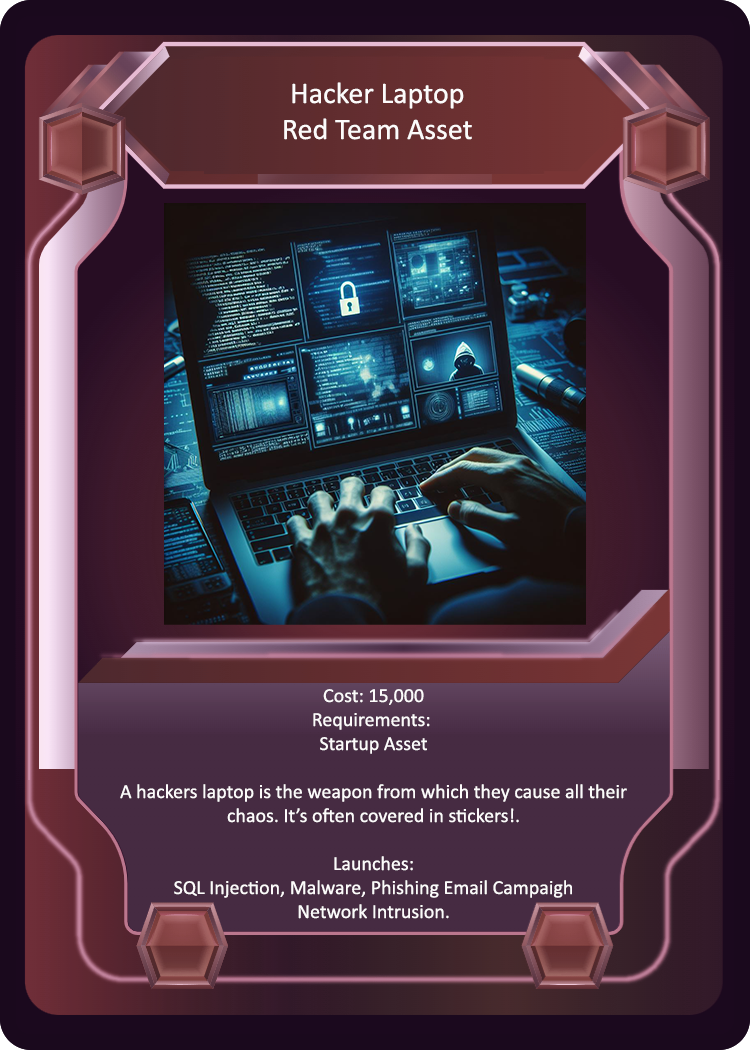 Hacker Laptop
Red Team Asset
Cost: 15,000
Requirements:
Startup Asset
A hackers laptop is the weapon from which they cause all their
chaos. It’s often covered in stickers!.
Launches:
SQL Injection, Malware, Phishing Email Campaigh
Network Intrusion.